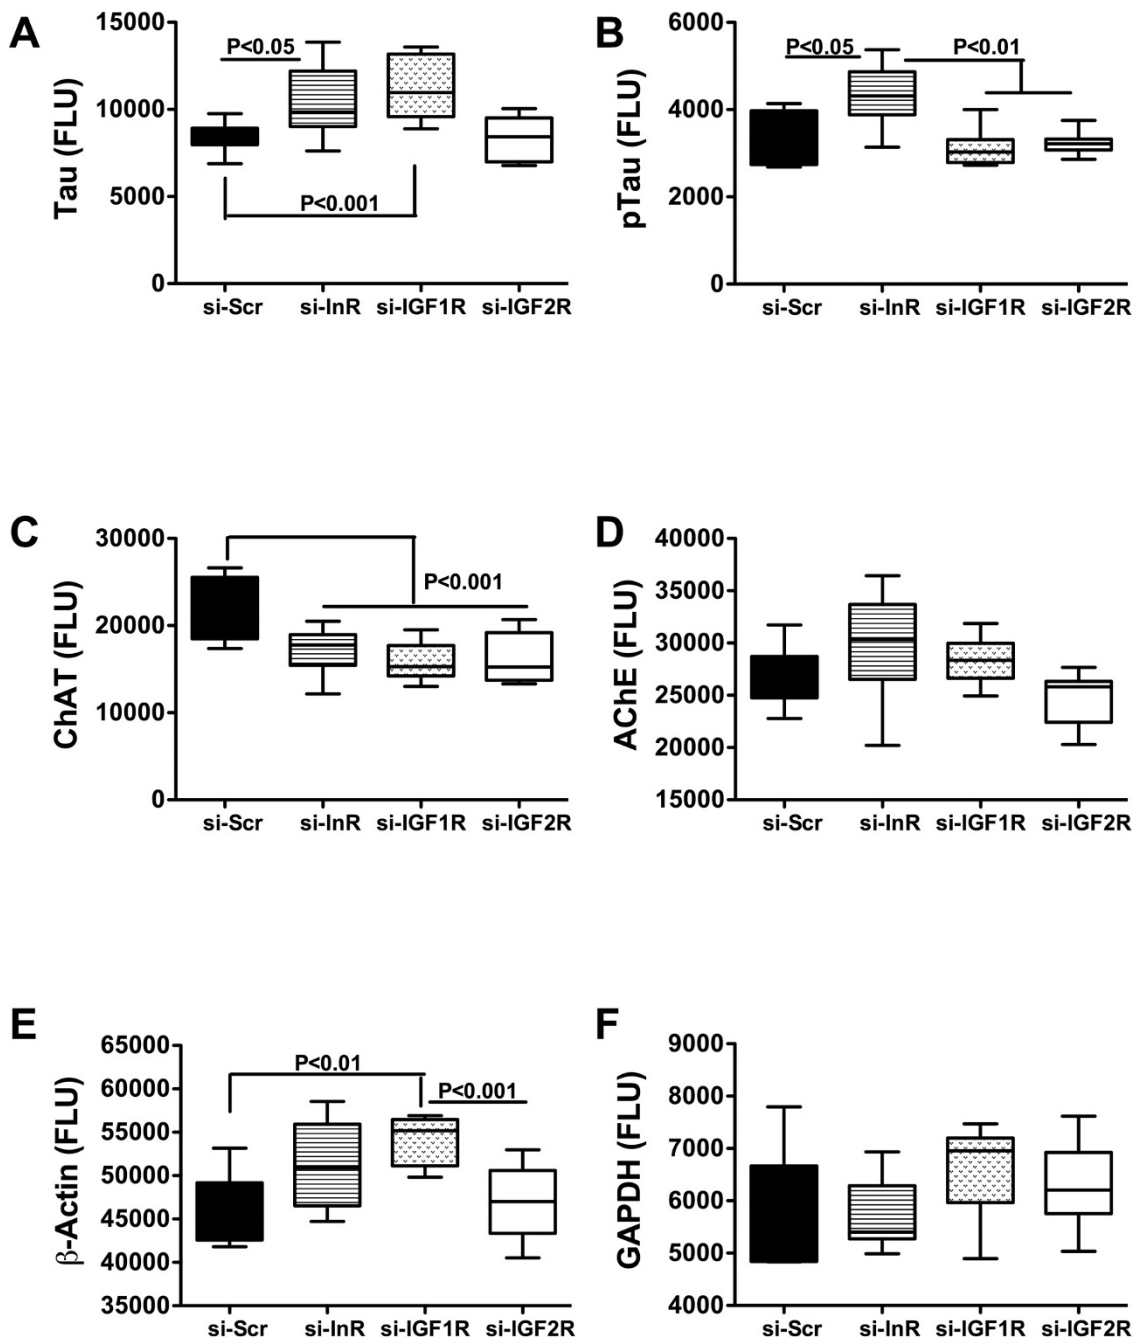 A
Tau (FLU)
15000
10000
5000
0
P<0.05
P<0.001
si-Scr si-InR si-IGF1R si-IGF2R
B
pTau (FLU)
6000
4000
2000
0
P<0.05
P<0.01
si-Scr si-InR si-IGF1R si-IGF2R
C
ChAT (FLU)
30000
20000
10000
0
P<0.001
si-Scr si-InR si-IGF1R si-IGF2R
D
AChE (FLU)
40000
35000
30000
25000
20000
15000
si-Scr si-InR si-IGF1R si-IGF2R
E
β-Actin (FLU)
65000
60000
55000
50000
45000
40000
35000
P<0.01
P<0.001
si-Scr si-InR si-IGF1R si-IGF2R
F
GAPDH (FLU)
9000
8000
7000
6000
5000
4000
si-Scr si-InR si-IGF1R si-IGF2R